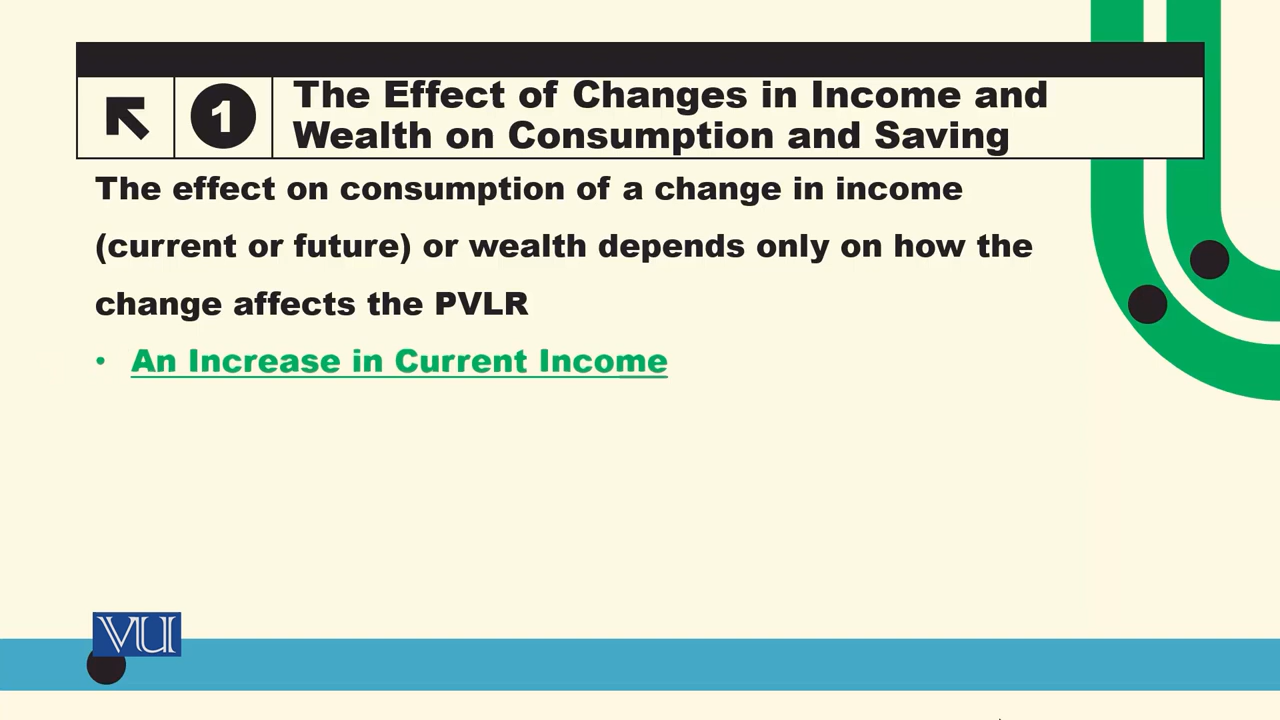 1
The Effect of Changes in Income and
Wealth on Consumption and Saving
The effect on consumption of a change in income
(current or future) or wealth depends only on how the
change affects the PVLR
• An Increase in Current Income
VU